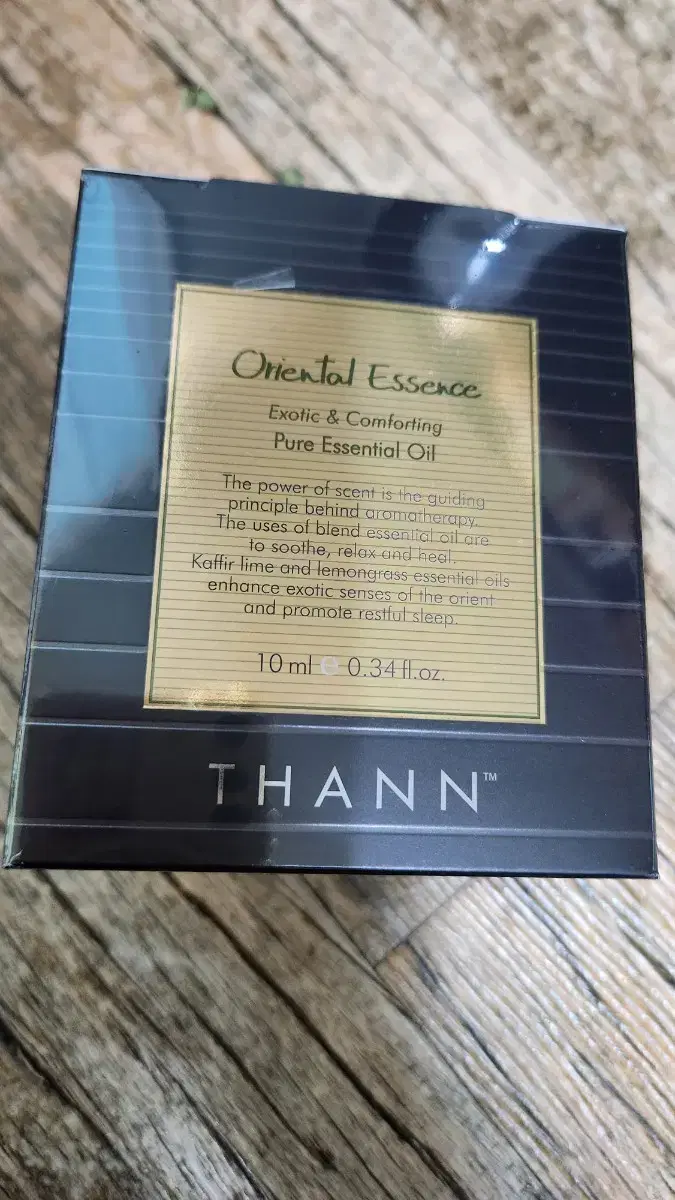 Oriental Essence
Exotic & Comforting
Pure Essential Oil
The power of scent is the guiding
principle behind aromatherapy.
The uses of blend essential oil are
to soothe, relax and heal.
Kaffir lime and lemongrass essential oils
enhance exotic senses of the orient
and promote restful sleep.
10 ml e 0.34 fl.oz.
THANN™